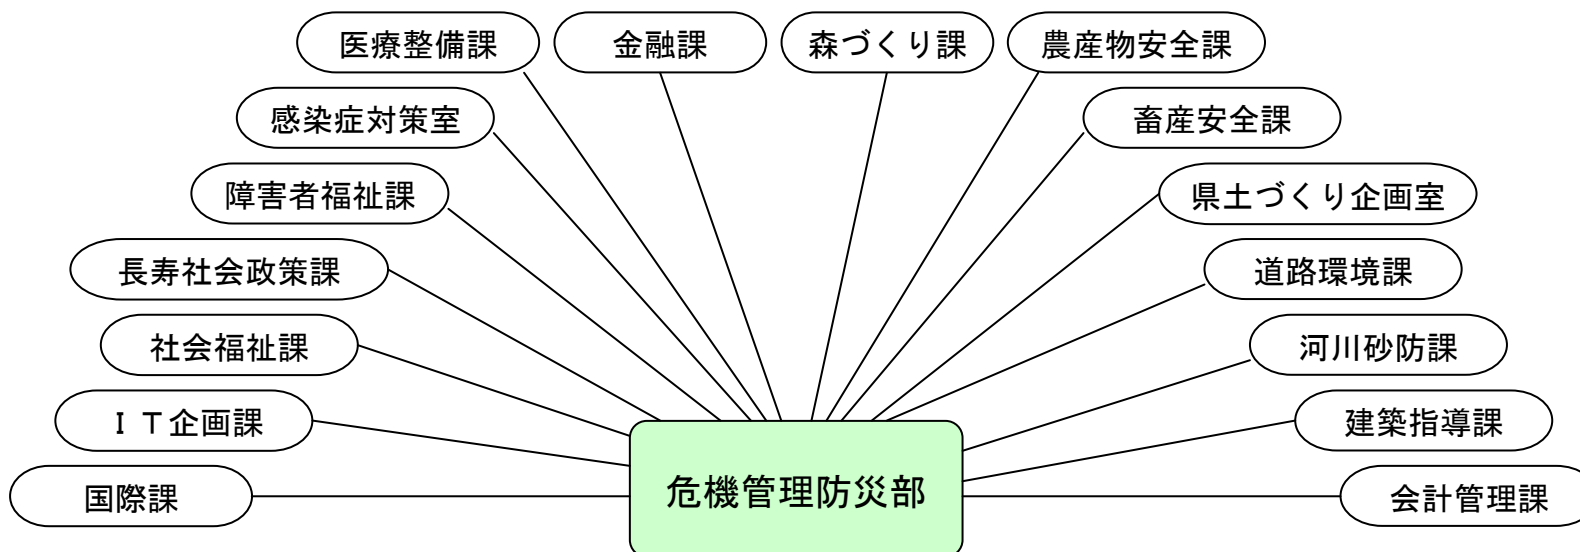 医療整備課
金融課
森づくり課
農産物安全課
感染症対策室
畜産安全課
障害者福祉課
県土づくり企画室
長寿社会政策課
道路環境課
社会福祉課
河川砂防課
ＩＴ企画課
建築指導課
国際課
危機管理防災部
会計管理課